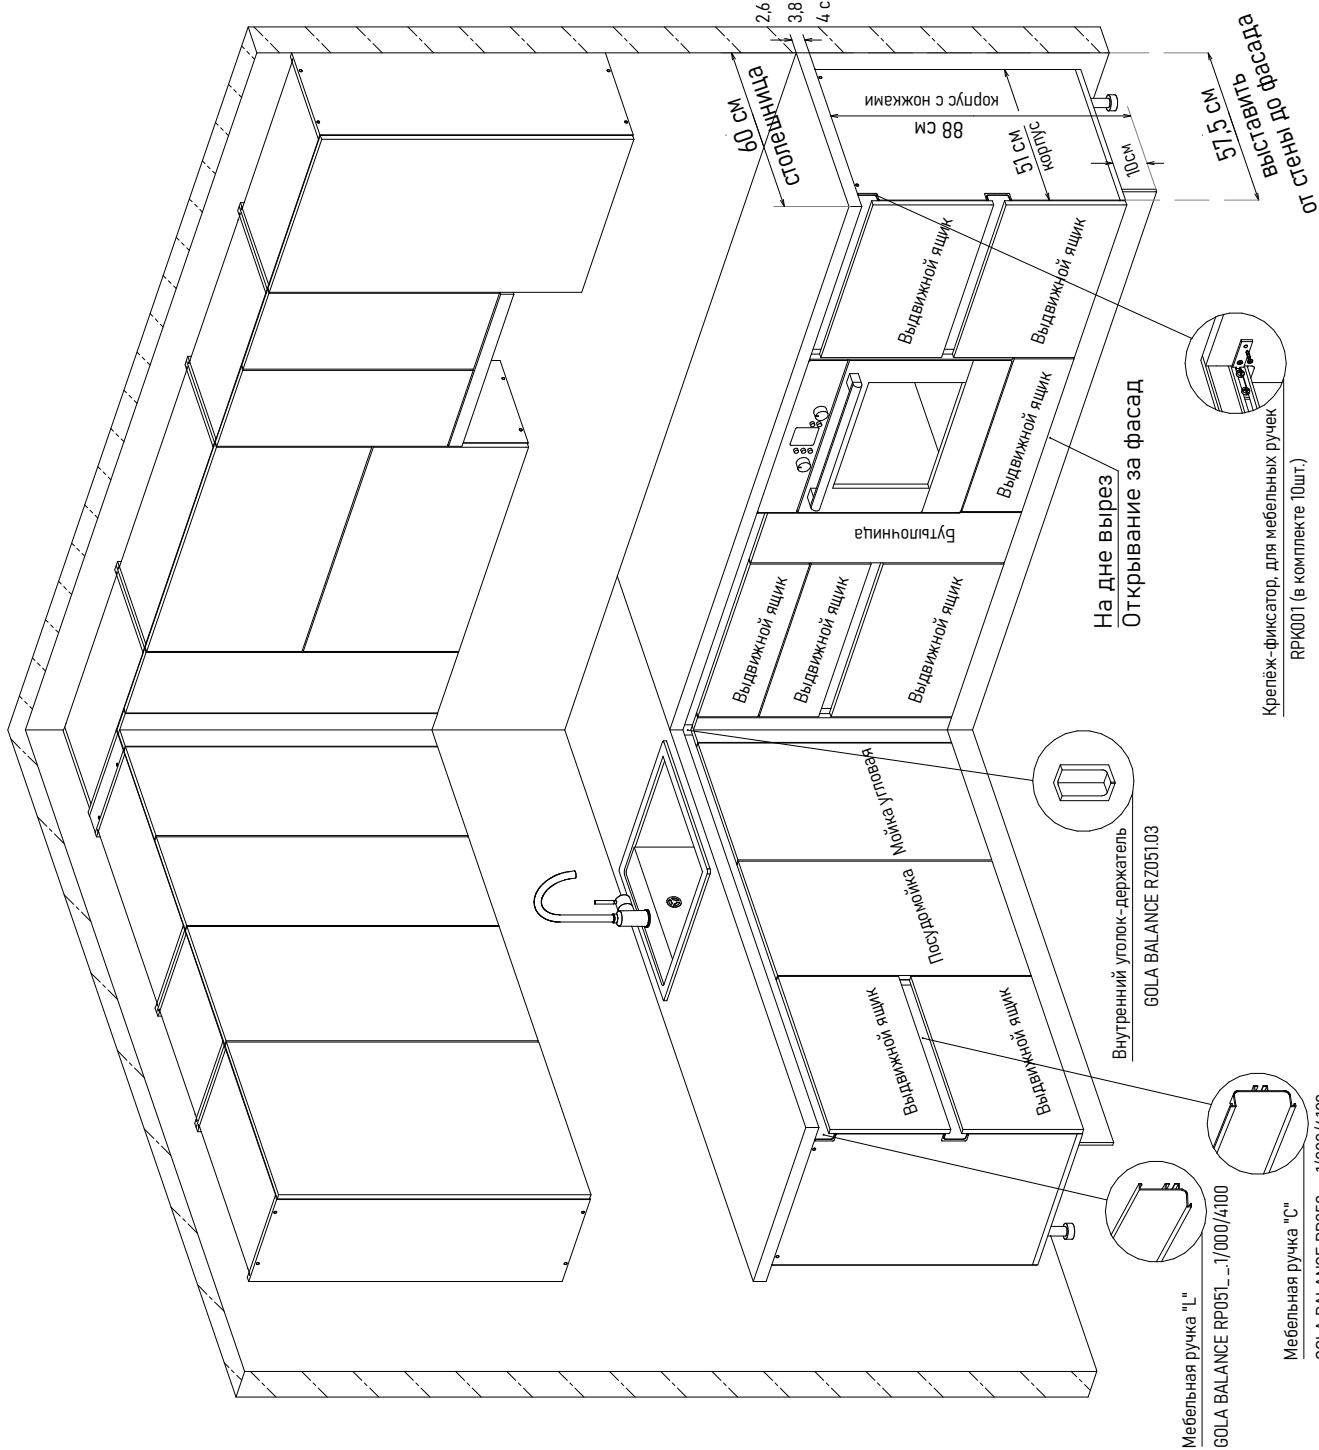 2,6
3,8
4 с
60 см
столешница
88 см
корпус с ножками
51 см
корпус
10см
57,5 см
выставить
от стены до фасада
Выдвижной ящик
Выдвижной ящик
Выдвижной ящик
Бутылочница
Выдвижной ящик
Выдвижной ящик
Выдвижной ящик
Мойка угловая
Посудомойка
Выдвижной ящик
Выдвижной ящик
На дне вырез
Открывание за фасад
Крепёж-фиксатор, для мебельных ручек
RPK001 (в комплекте 10шт.)
Внутренний уголок-держатель
GOLA BALANCE RZ051.03
Мебельная ручка "L"
GOLA BALANCE RP051_ _.1/000/4100
Мебельная ручка "C"